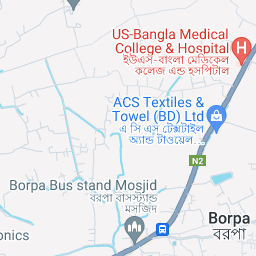 US-Bangla Medical
College & Hospital
ইউএস-বাংলা মেডিকেল
কলেজ এন্ড হসপিটাল
ACS Textiles &
Towel (BD) Ltd
এ সি এস টেক্সটাইল
অ্যান্ড টাওয়েল...
N2
Borpa Bus stand Mosjid
বরপা বাসস্ট্যান্ড
মসজিদ
Borpa
বরপা
onics